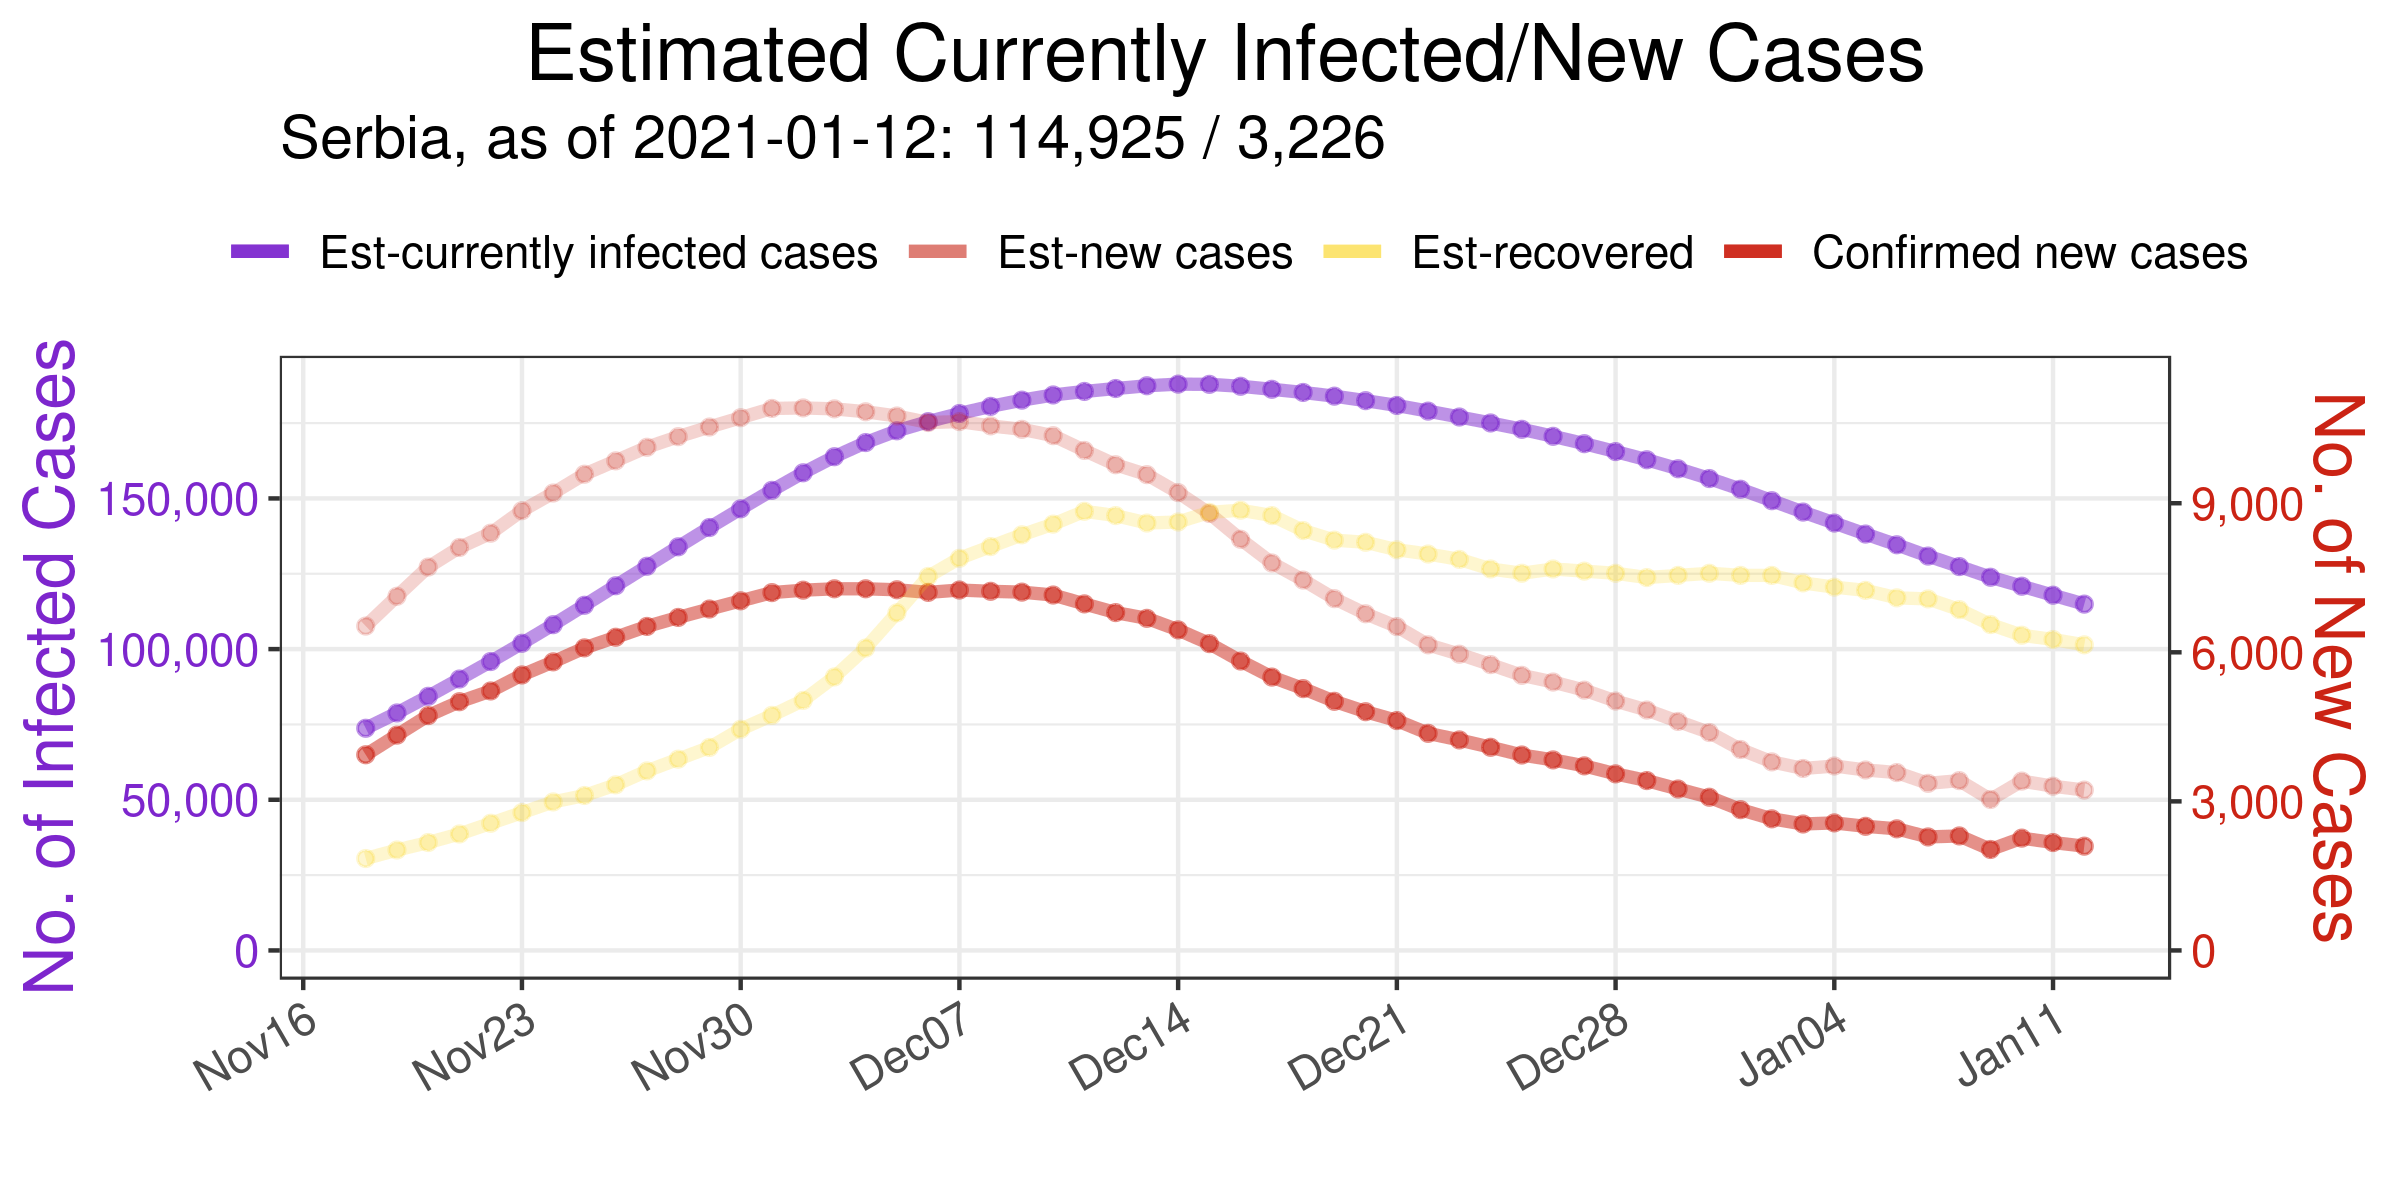 Estimated Currently Infected/New Cases
Serbia, as of 2021-01-12: 114,925 / 3,226
Est-currently infected cases Est-new cases Est-recovered Confirmed new cases
No. of Infected Cases
150,000
100,000
50,000
0
9,000
6,000
3,000
0
No. of New Cases
Nov16 Nov23 Nov30 Dec07 Dec14 Dec21 Dec28 Jan04 Jan11